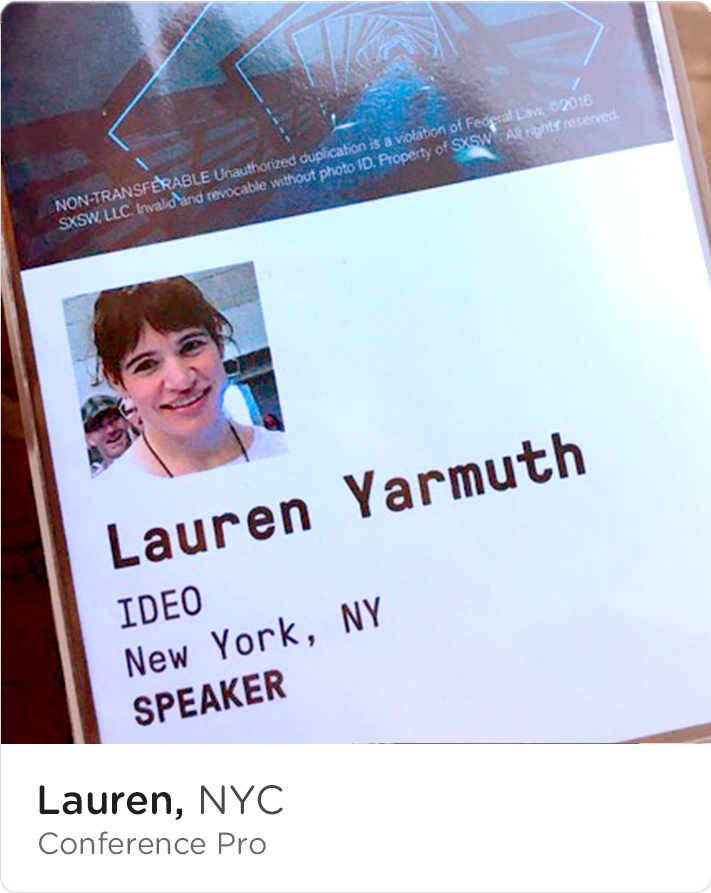 NON-TRANSFERABLE Unauthorized duplication is a violation of Federal Law. ©2016
SXSW, LLC. Invalid and revocable without photo ID. Property of SXSW - All rights reserved.
Lauren Yarmuth
IDEO
New York, NY
SPEAKER
Lauren, NYC
Conference Pro